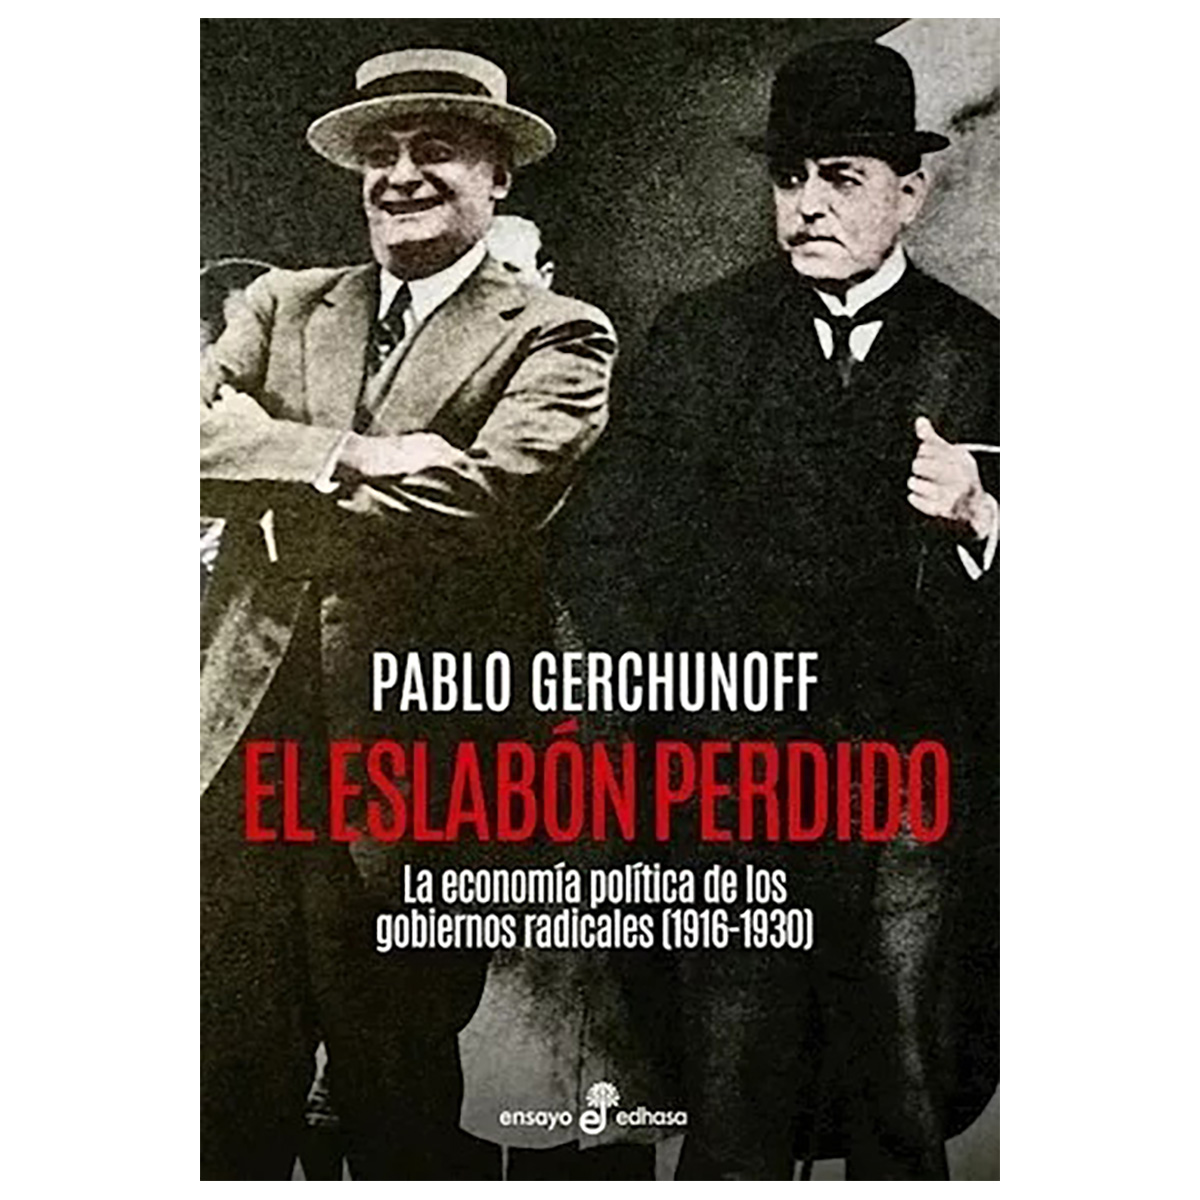 PABLO GERCHUNOFF
EL ESLABÓN PERDIDO
La economía política de los
gobiernos radicales (1916-1930)
ensayo edhasa